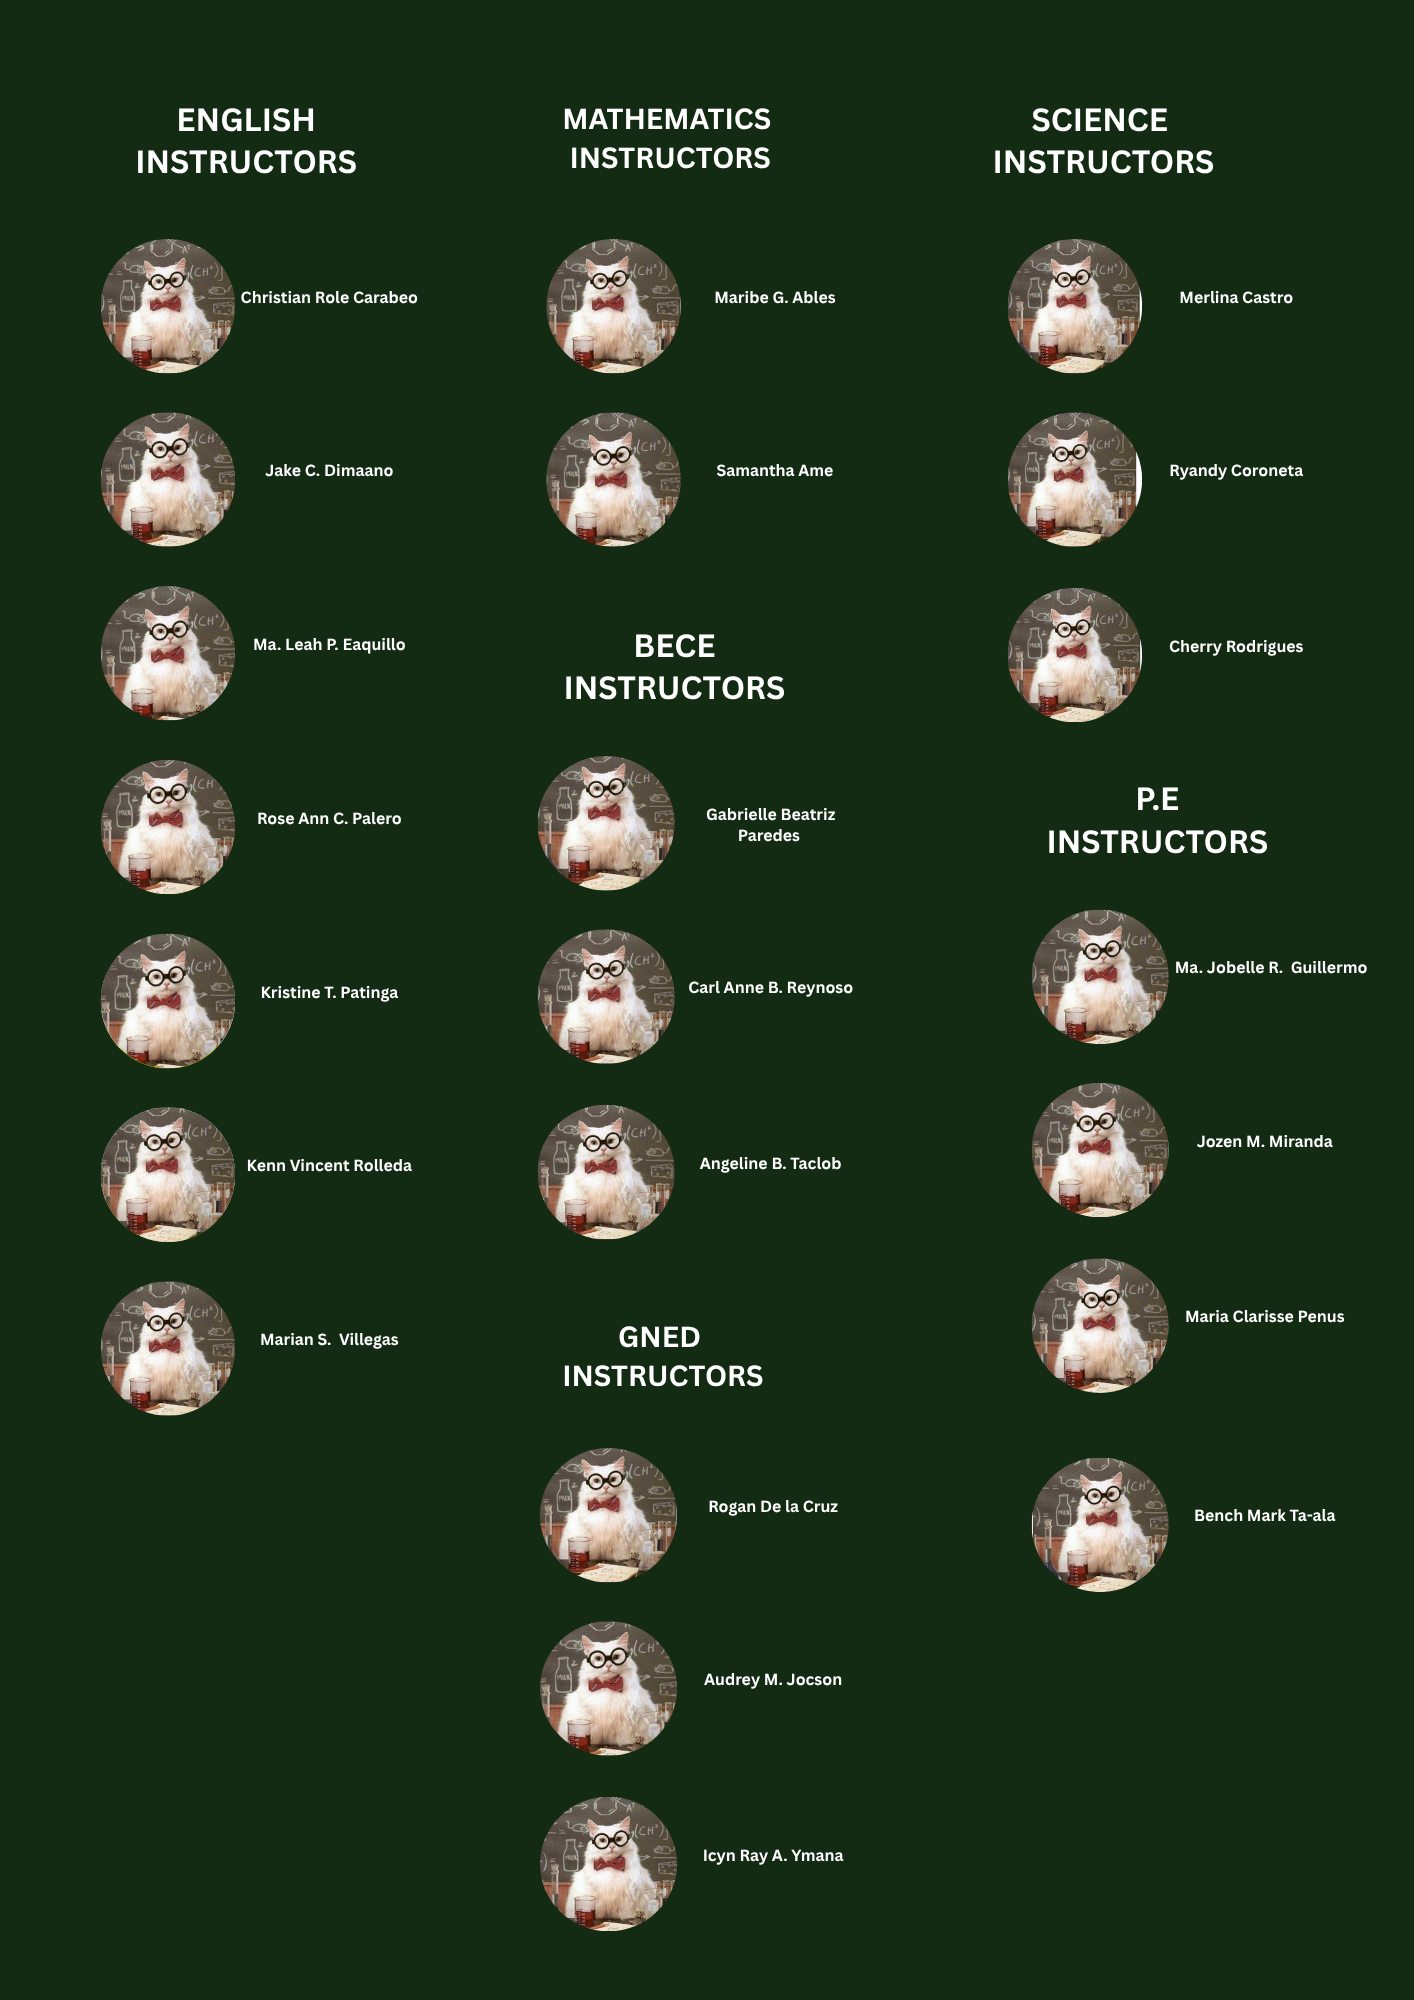 ENGLISH
INSTRUCTORS
Christian Role Carabeo
Jake C. Dimaano
Ma. Leah P. Eaquillo
Rose Ann C. Palero
Kristine T. Patinga
Kenn Vincent Rolleda
Marian S.  Villegas
MATHEMATICS
INSTRUCTORS
Maribe G. Ables
Samantha Ame
BECE
INSTRUCTORS
Gabrielle Beatriz
Paredes
Carl Anne B. Reynoso
Angeline B. Taclob
GNED
INSTRUCTORS
Rogan De la Cruz
Audrey M. Jocson
Icyn Ray A. Ymana
SCIENCE
INSTRUCTORS
Merlina Castro
Ryandy Coroneta
Cherry Rodrigues
P.E
INSTRUCTORS
Ma. Jobelle R.  Guillermo
Jozen M. Miranda
Maria Clarisse Penus
Bench Mark Ta-ala